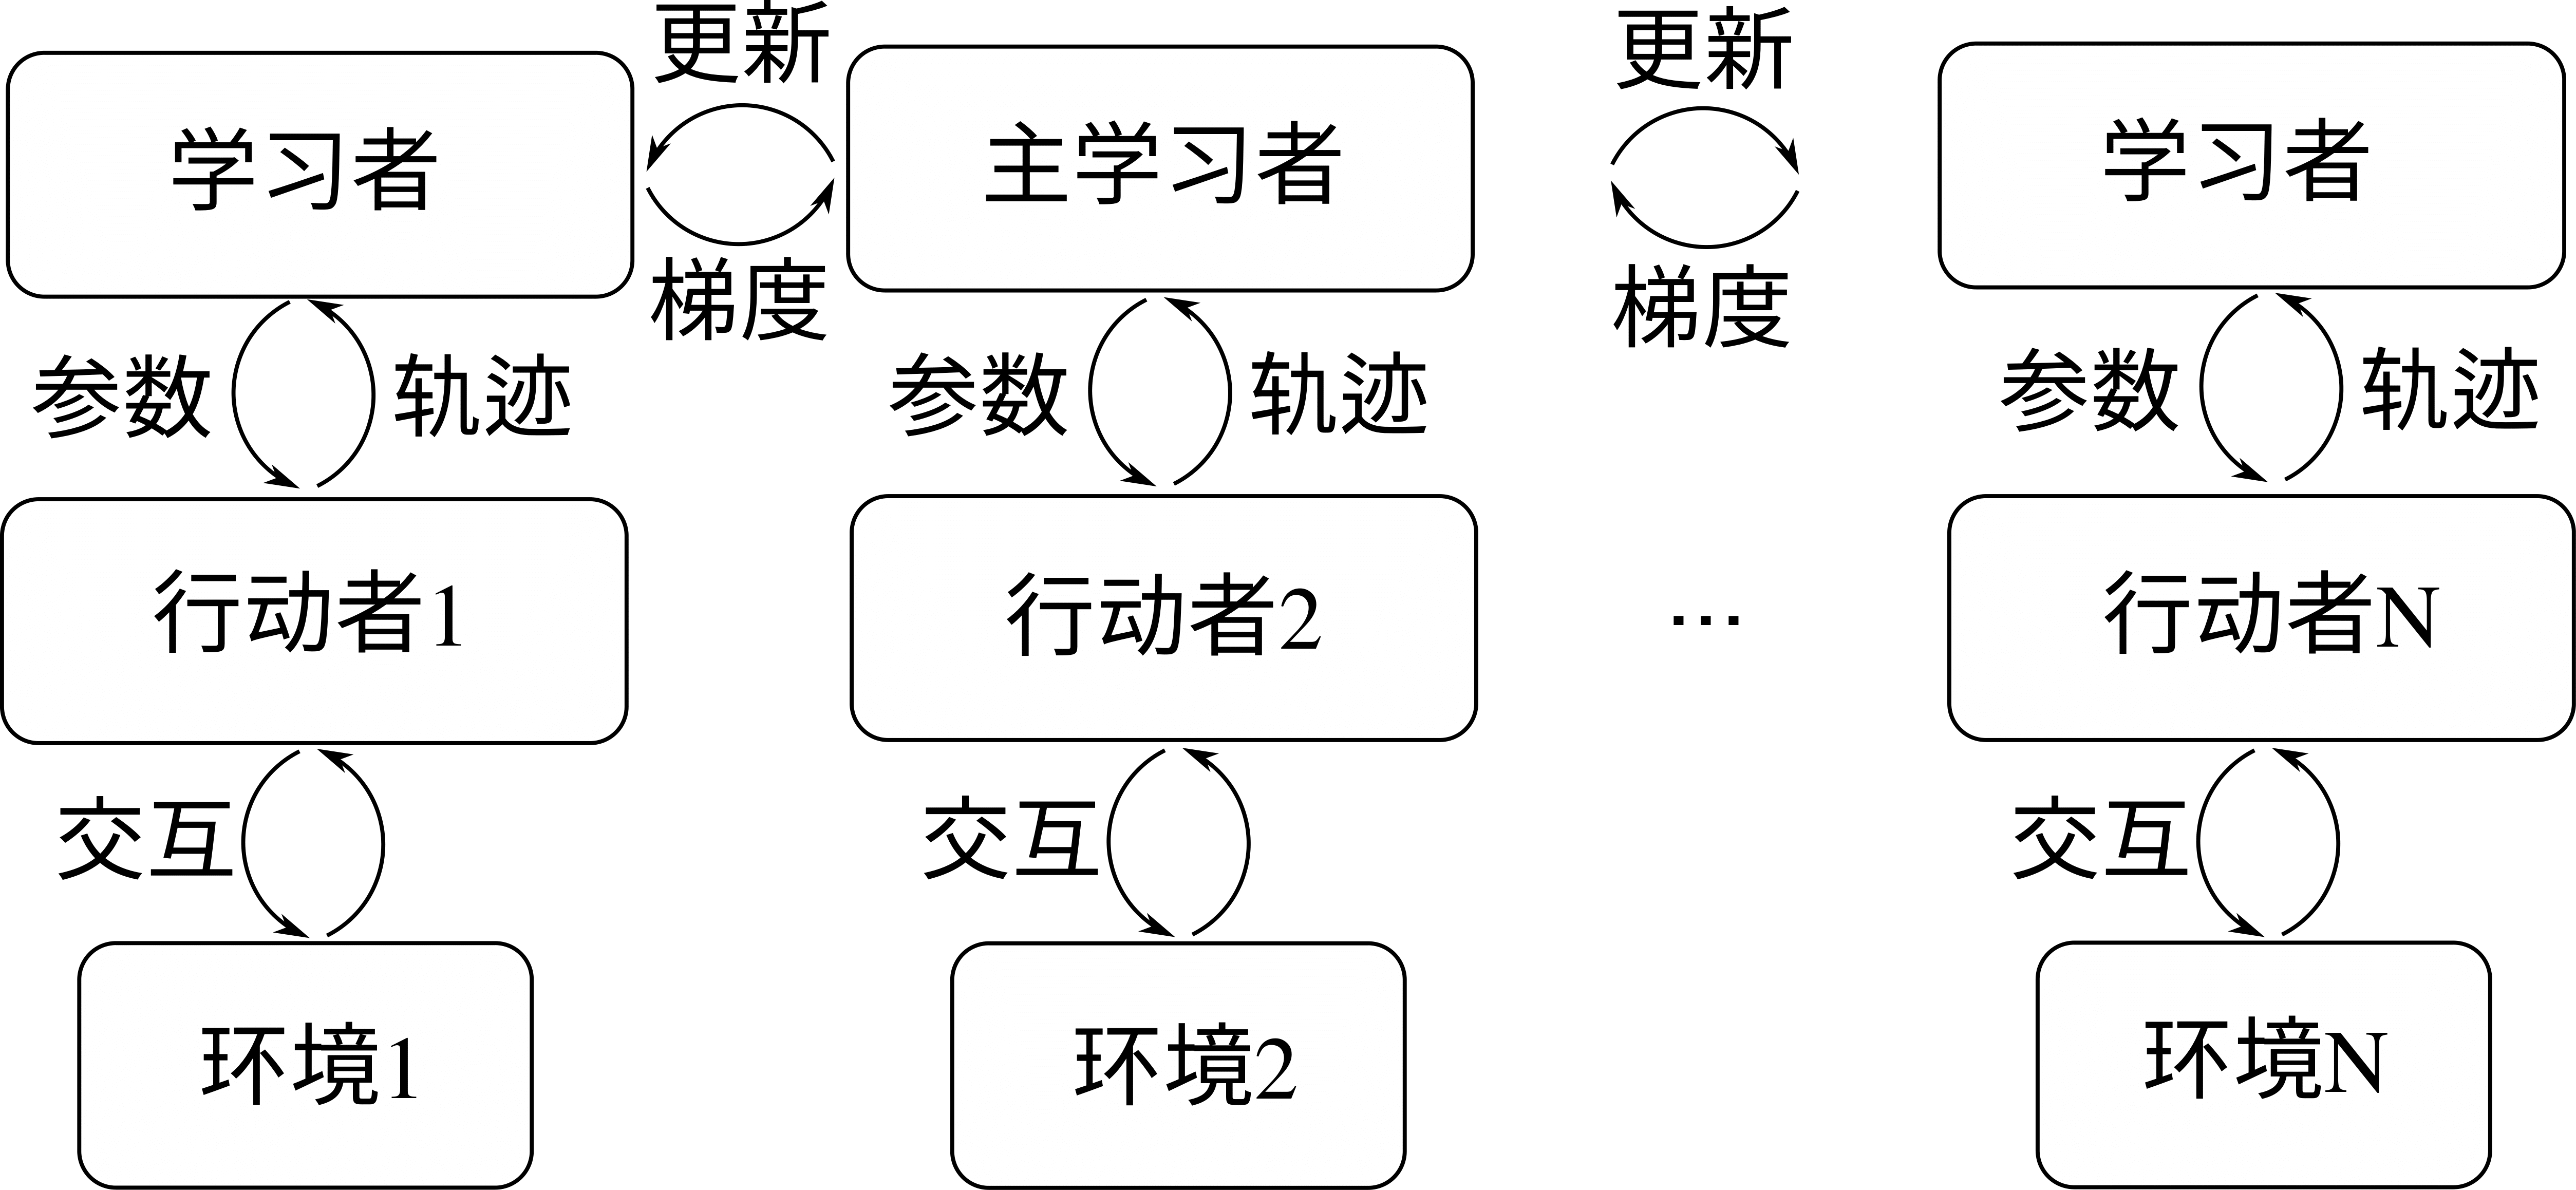 更新
更新
学习者
主学习者
学习者
梯度
梯度
参数
轨迹
参数
轨迹
参数
轨迹
行动者1
行动者2
...
行动者N
交互
交互
交互
环境1
环境2
环境N